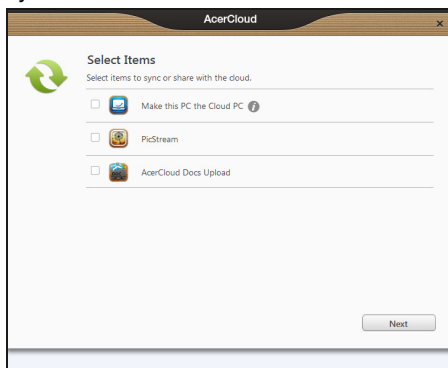 AcerCloud
Select Items
Select items to sync or share with the cloud.
Make this PC the Cloud PC
PicStream
AcerCloud Docs Upload
Next